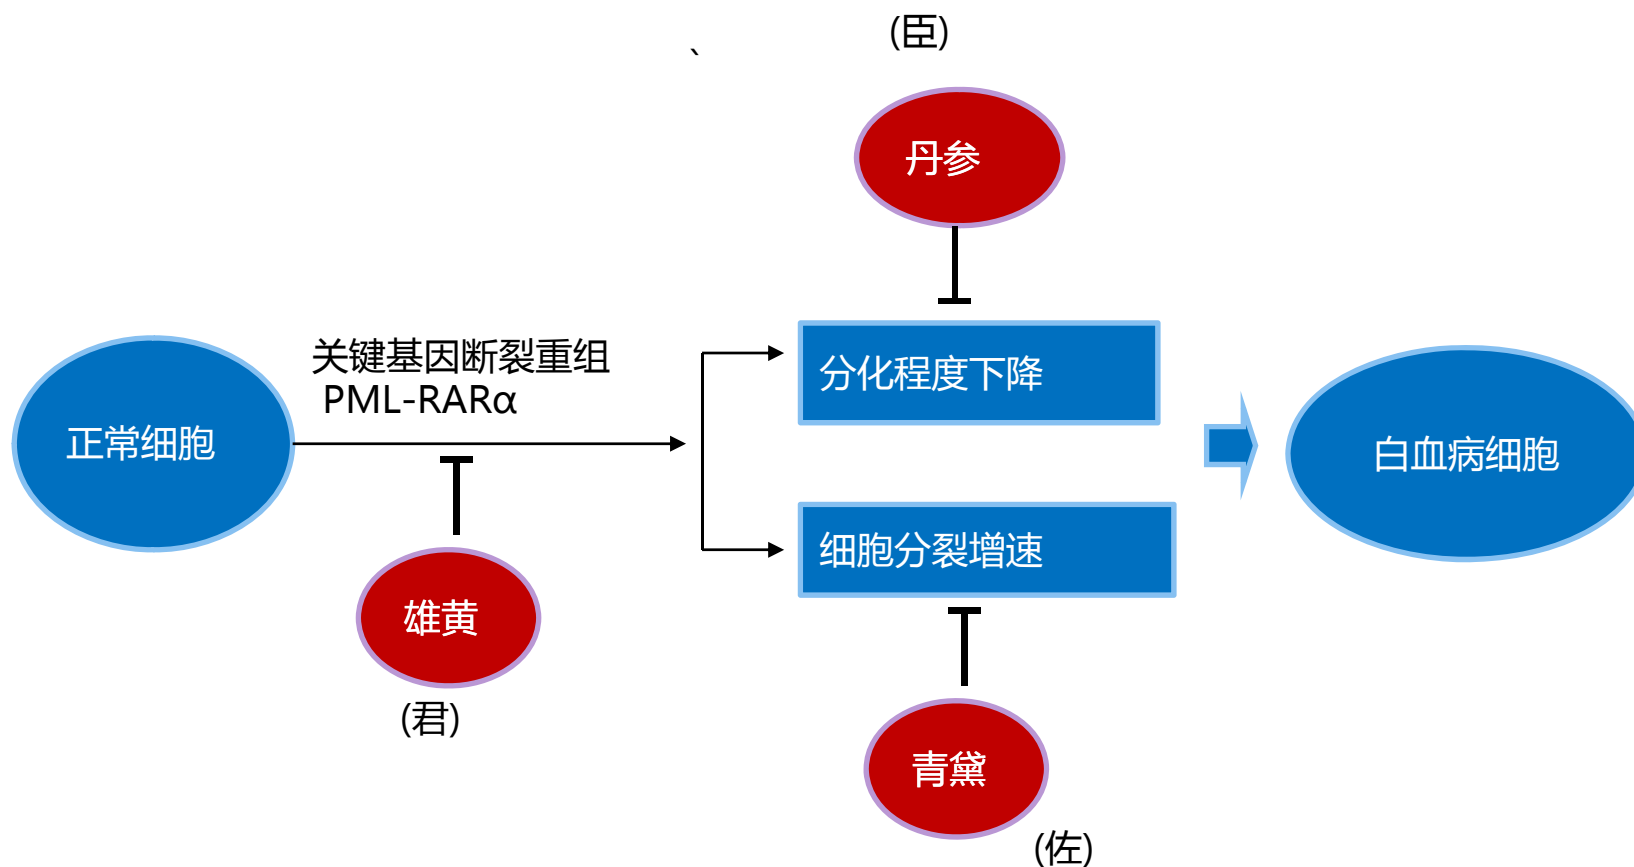 (臣)
、
丹参
关键基因断裂重组
PML-RARα
分化程度下降
正常细胞
白血病细胞
细胞分裂增速
雄黄
(君)
青黛
(佐)